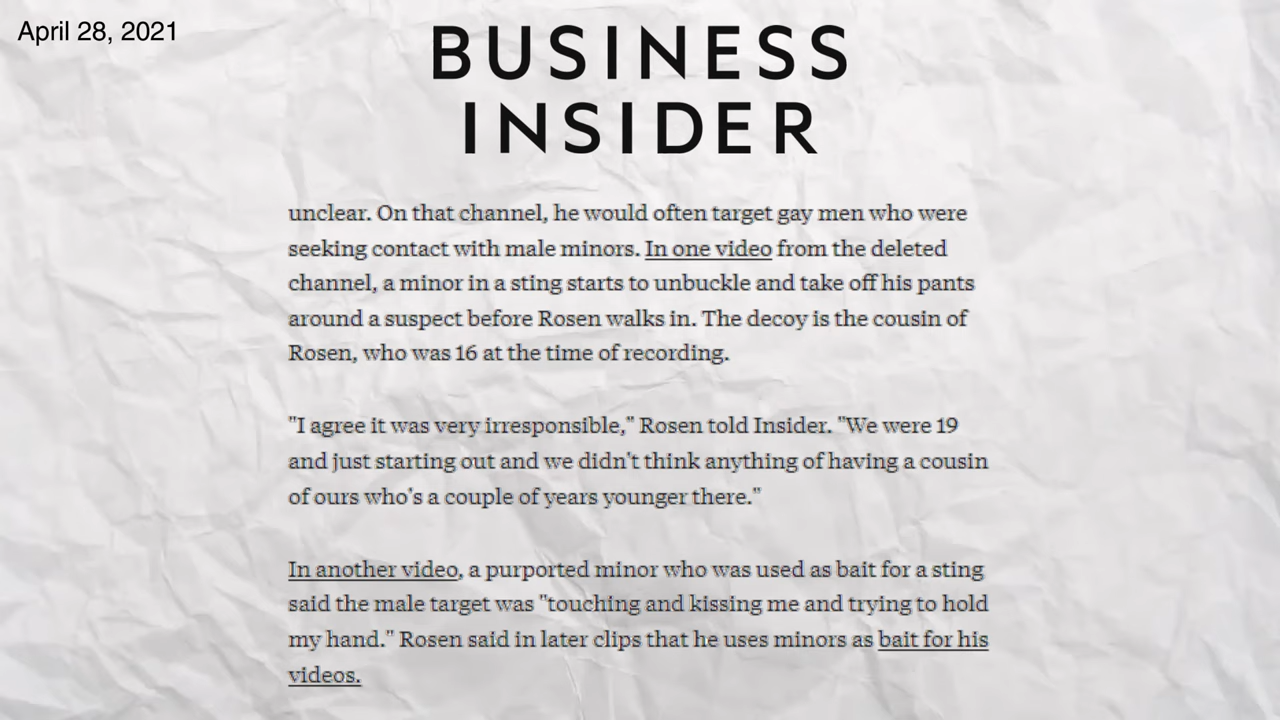 April 28, 2021
BUSINESS
INSIDER
unclear. On that channel, he would often target gay men who were
seeking contact with male minors. In one video from the deleted
channel, a minor in a sting starts to unbuckle and take off his pants
around a suspect before Rosen walks in. The decoy is the cousin of
Rosen, who was 16 at the time of recording.
"I agree it was very irresponsible," Rosen told Insider. "We were 19
and just starting out and we didn't think anything of having a cousin
of ours who's a couple of years younger there."
In another video, a purported minor who was used as bait for a sting
said the male target was "touching and kissing me and trying to hold
my hand." Rosen said in later clips that he uses minors as bait for his
videos.